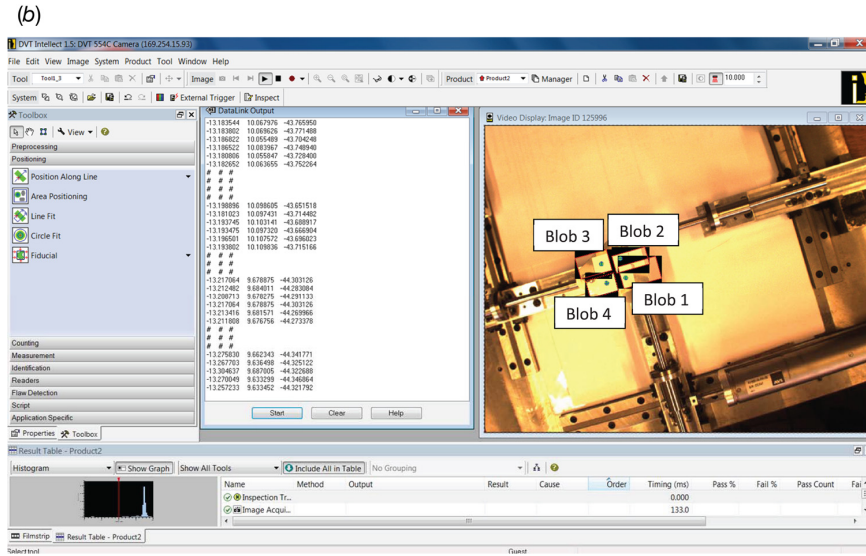 (b)
DVT Intellect 1.5: DVT 554C Camera (169.254.15.93)
File Edit View Image System Product Tool Window Help
Tool Tool1_3 Image Product Product2 Manager 10.000
System External Trigger Inspect
Toolbox
View
Preprocessing
Positioning
Position Along Line
Area Positioning
Line Fit
Circle Fit
Fiducial
Counting
Measurement
Identification
Readers
Flaw Detection
Script
Application Specific
Properties Toolbox
DataLink Output
-13.183544 10.067976 -43.765950
-13.183802 10.069626 -43.771488
-13.186822 10.055489 -43.704248
-13.186522 10.083967 -43.748940
-13.180806 10.055847 -43.728400
-13.182652 10.063655 -43.752264
# # #
# # #
# # #
# # #
-13.198896 10.098605 -43.651518
-13.181023 10.097431 -43.714482
-13.193745 10.103141 -43.688917
-13.193475 10.097320 -43.666904
-13.196501 10.107572 -43.696023
-13.193802 10.109836 -43.715166
# # #
# # #
# # #
-13.217064 9.678875 -44.303126
-13.212482 9.684011 -44.283084
-13.208713 9.678275 -44.291133
-13.217064 9.678875 -44.303126
-13.213416 9.681571 -44.269966
-13.211808 9.676756 -44.273378
# # #
# # #
# # #
-13.275830 9.662343 -44.341771
-13.267703 9.636498 -44.325122
-13.304637 9.687005 -44.322688
-13.270049 9.633299 -44.346864
-13.257233 9.633452 -44.321792
Start Clear Help
Video Display: Image ID 125996
Blob 3
Blob 2
Blob 1
Blob 4
Result Table - Product2
Histogram Show Graph Show All Tools Include All in Table No Grouping
Name Method Output Result Cause Order Timing (ms) Pass % Fail % Pass Count Fai
Inspection Tr... 0.000
Image Acqui... 133.0
Filmstrip Result Table - Product2
Select tool Guest